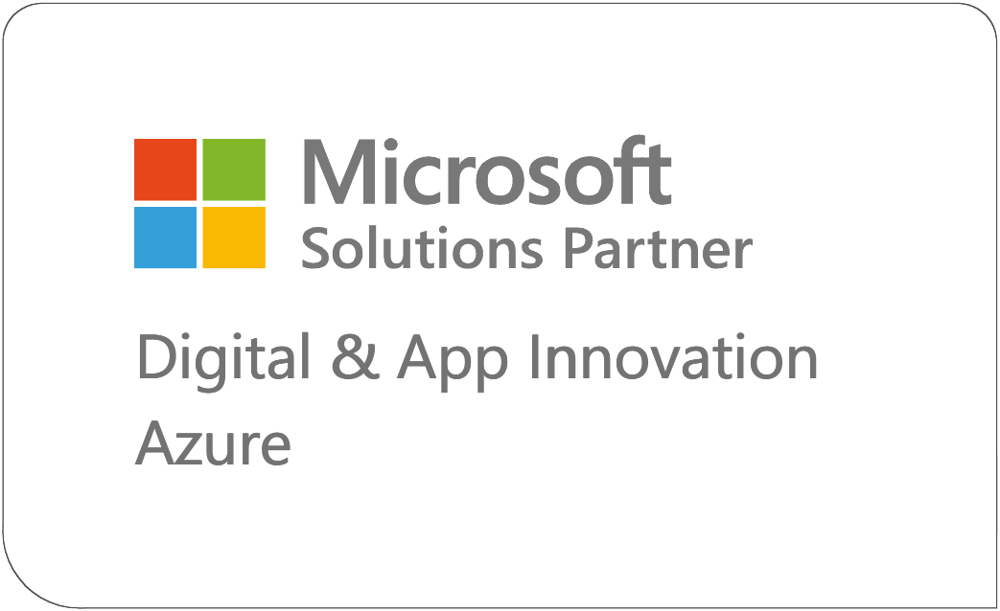 Microsoft
Solutions Partner
Digital & App Innovation
Azure